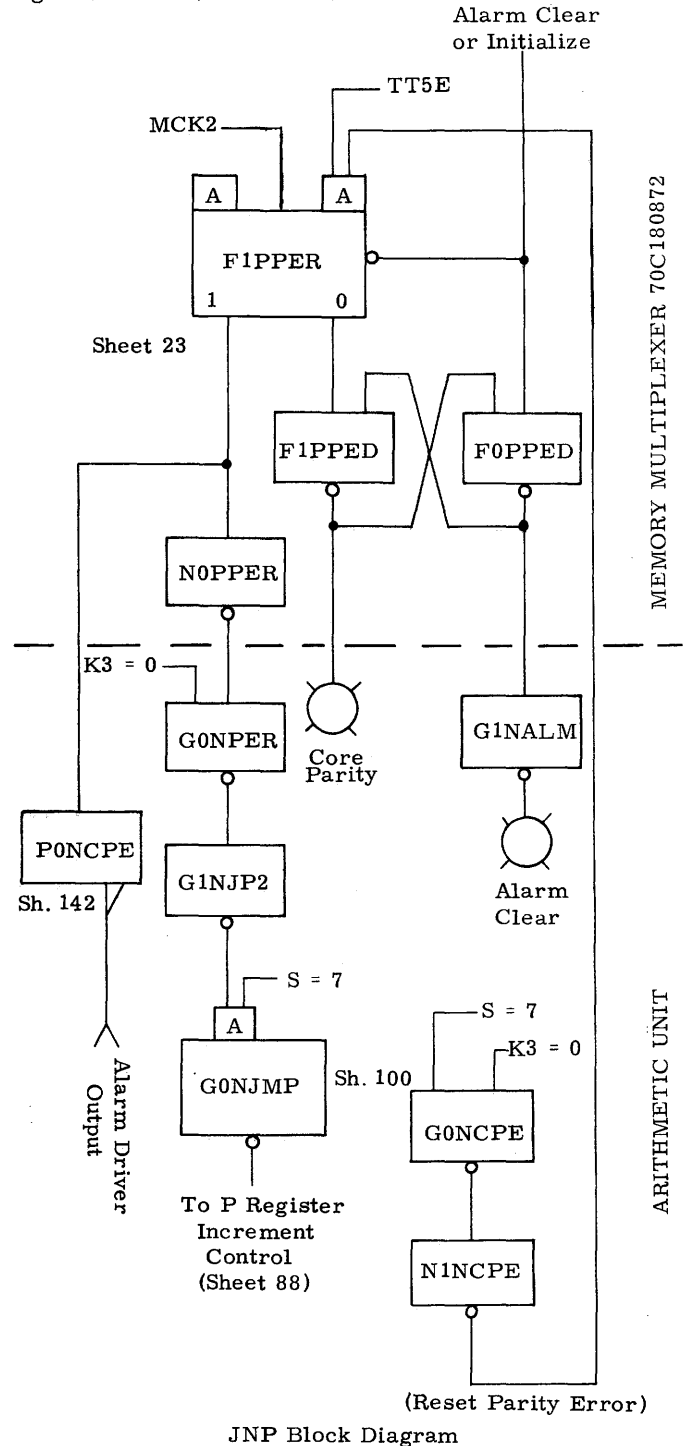 Alarm Clear
or Initialize
TT5E
MCK2
A
A
F1PPER
1
0
Sheet 23
MEMORY MULTIPLEXER 70C180872
F1PPED
F0PPED
N0PPER
K3 = 0
G0NPER
Core
Parity
G1NALM
P0NCPE
Sh. 142
G1NJP2
Alarm
Clear
S = 7
A
G0NJMP
Sh. 100
S = 7
K3 = 0
G0NCPE
ARITHMETIC UNIT
Alarm Driver
Output
To P Register
Increment
Control
(Sheet 88)
N1NCPE
(Reset Parity Error)
JNP Block Diagram